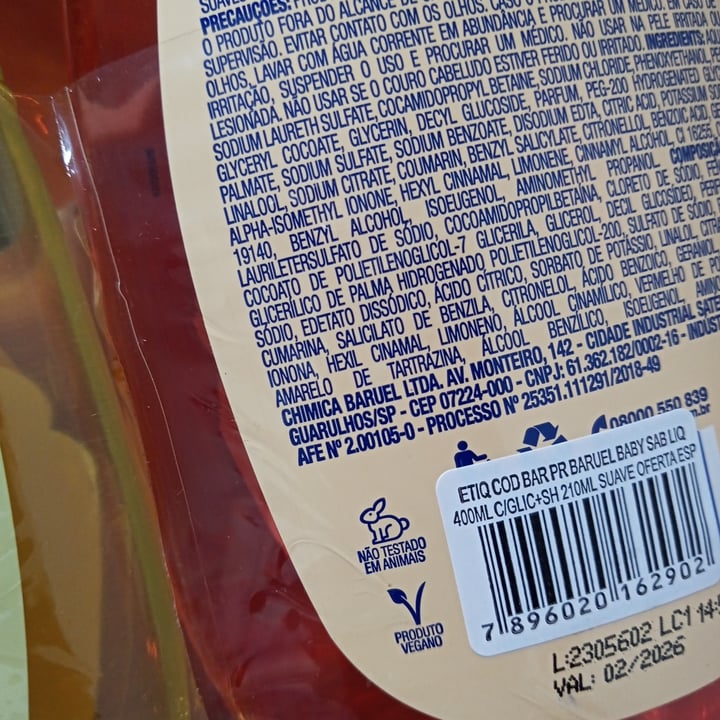 PRECAUÇÕES:
O PRODUTO FORA DO ALCANCE DE
SUPERVISÃO. EVITAR CONTATO COM OS OLHOS. CASO O
OLHOS, LAVAR COM ÁGUA CORRENTE EM ABUNDÂNCIA E PROCURAR UM MÉDICO. EM CASO DE
IRRITAÇÃO, SUSPENDER O USO E PROCURAR UM MÉDICO. NÃO USAR NA PELE IRRITADA O
LESIONADA. NÃO USAR SE O COURO CABELUDO ESTIVER FERIDO OU IRRITADO. INGREDIENTS:
SODIUM LAURETH SULFATE, COCAMIDOPROPYL BETAINE, SODIUM CHLORIDE, PHENOXYETHANOL,
GLYCERYL COCOATE, GLYCERIN, DECYL GLUCOSIDE, PARFUM, PEG-200 HYDROGENATED
PALMATE, SODIUM SULFATE, SODIUM BENZOATE, DISODIUM EDTA, CITRIC ACID, POTASSIUM
LINALOOL, SODIUM CITRATE, COUMARIN, BENZYL SALICYLATE, CITRONELLOL, BENZOIC ACID,
ALPHA-ISOMETHYL IONONE, HEXYL CINNAMAL, LIMONENE, CINNAMYL ALCOHOL, CI 16255,
19140, BENZYL ALCOHOL, ISOEUGENOL, AMINOMETHYL PROPANOL.
LAURILETERSULFATO DE SÓDIO, COCOAMIDOPROPILBETAINA, CLORETO DE SÓDIO,
COCOATO DE POLIETILENOGLICOL-7 GLICERILA, GLICEROL, DECIL GLICOSÍDEO,
GLICERÍLICO DE PALMA HIDROGENADO POLIETILENOGLICO-200, SULFATO DE SÓDIO,
SÓDIO, EDETATO DISSÓDICO, ÁCIDO CÍTRICO, SORBATO DE POTÁSSIO, LINALOL,
CUMARINA, SALICILATO DE BENZILA, CITRONELOL, ÁCIDO BENZOICO,
IONONA, HEXIL CINAMAL, LIMONENO, ÁLCOOL CINAMÍLICO, VERMELHO DE
AMARELO DE TARTRAZINA, ÁLCOOL BENZÍLICO, ISOEUGENOL,
CHIMICA BARUEL LTDA. AV. MONTEIRO, 142 - CIDADE INDUSTRIAL
GUARULHOS/SP - CEP 07224-000 - CNPJ: 61.362.182/0002-16 -
AFE Nº 2.00105-0 - PROCESSO Nº 25351.111291/2018-49
08000 550 839
NÃO TESTADO
EM ANIMAIS
PRODUTO
VEGANO
ETIQ COD BAR PR BARUEL BABY SAB LIQ
400ML C/GLIC+SH 210ML SUAVE OFERTA ESP
7 896020 162902
L:2305602 LC1 14:
VAL: 02/2026